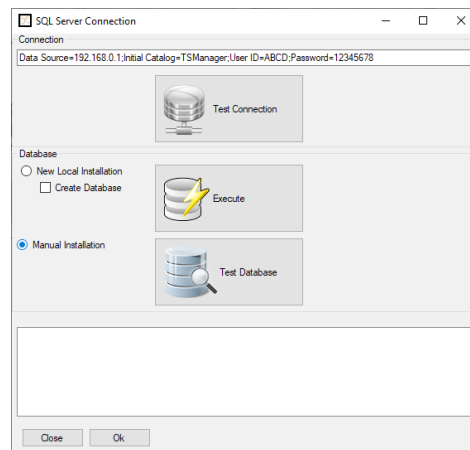 SQL Server Connection
Connection
Data Source=192.168.0.1;Initial Catalog=TSManager;User ID=ABCD;Password=12345678
Test Connection
Database
New Local Installation
Create Database
Execute
Manual Installation
Test Database
Close
Ok